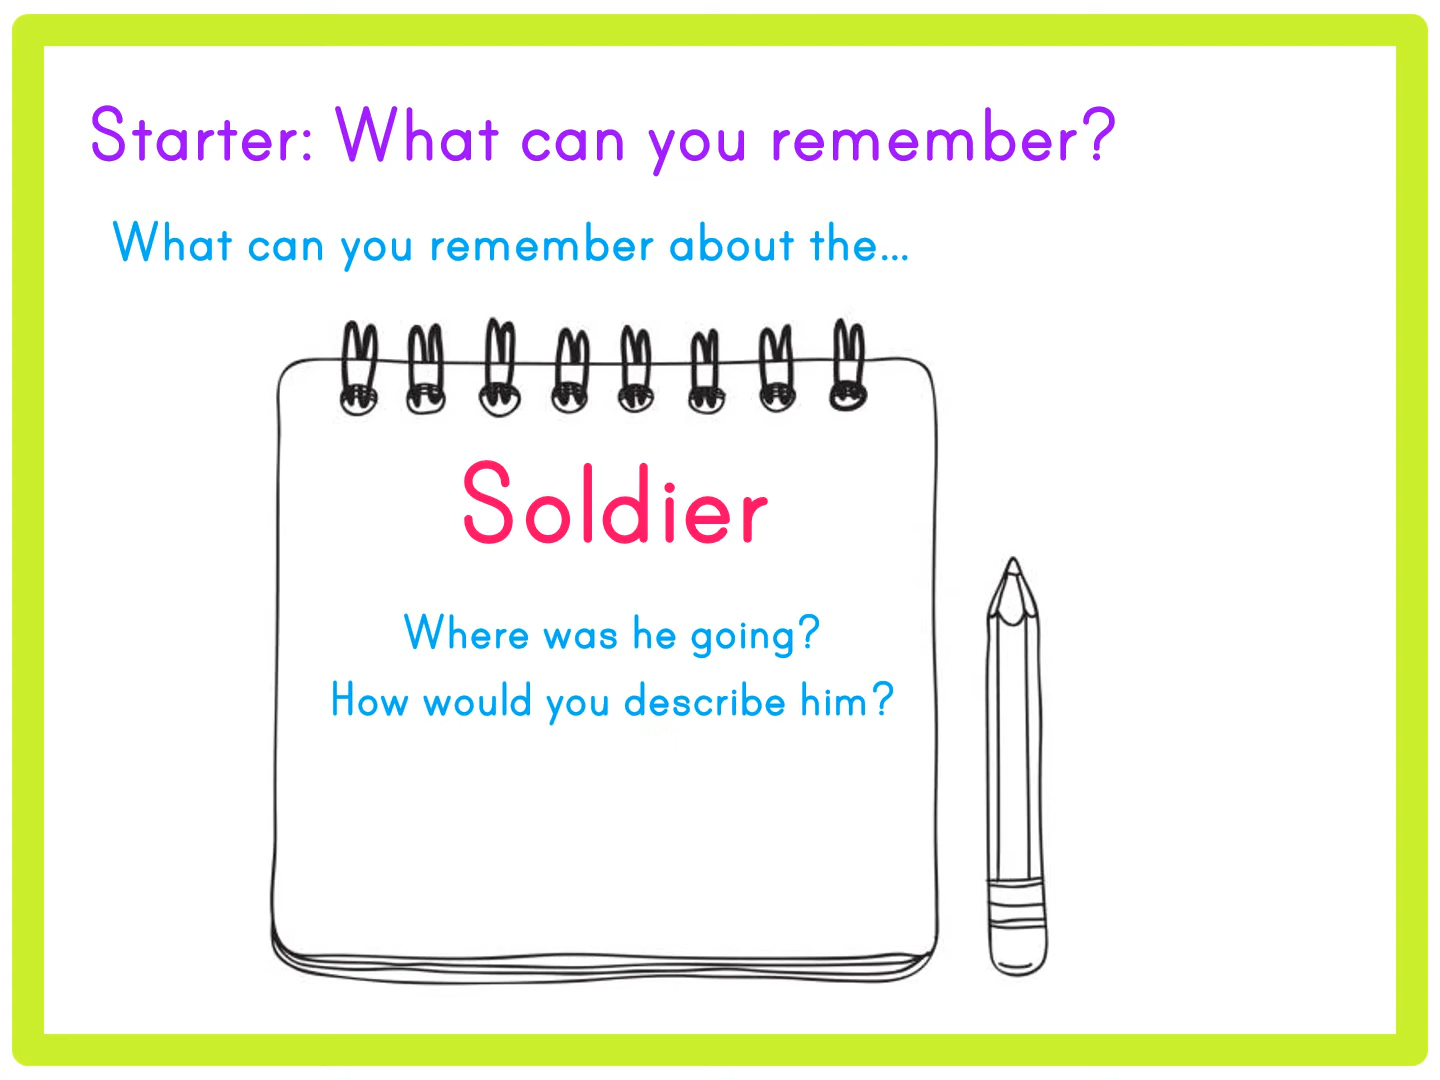 Starter: What can you remember?
What can you remember about the...
Soldier
Where was he going?
How would you describe him?